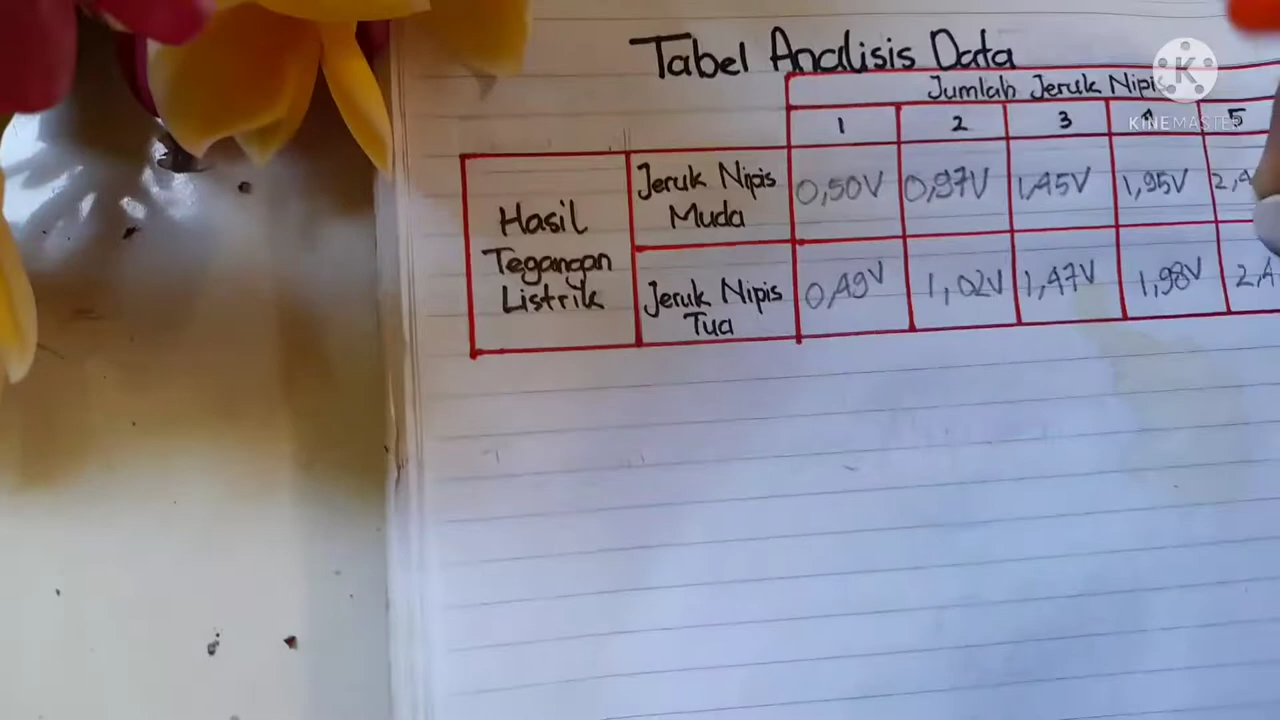 Tabel Analisis Data
Jumlah Jeruk Nipis
1 2 3 4 5
Hasil Tegangan Listrik
Jeruk Nipis Muda
0,50V 0,97V 1,45V 1,95V
Jeruk Nipis Tua
0,49V 1,02V 1,47V 1,98V
KINEMASTER